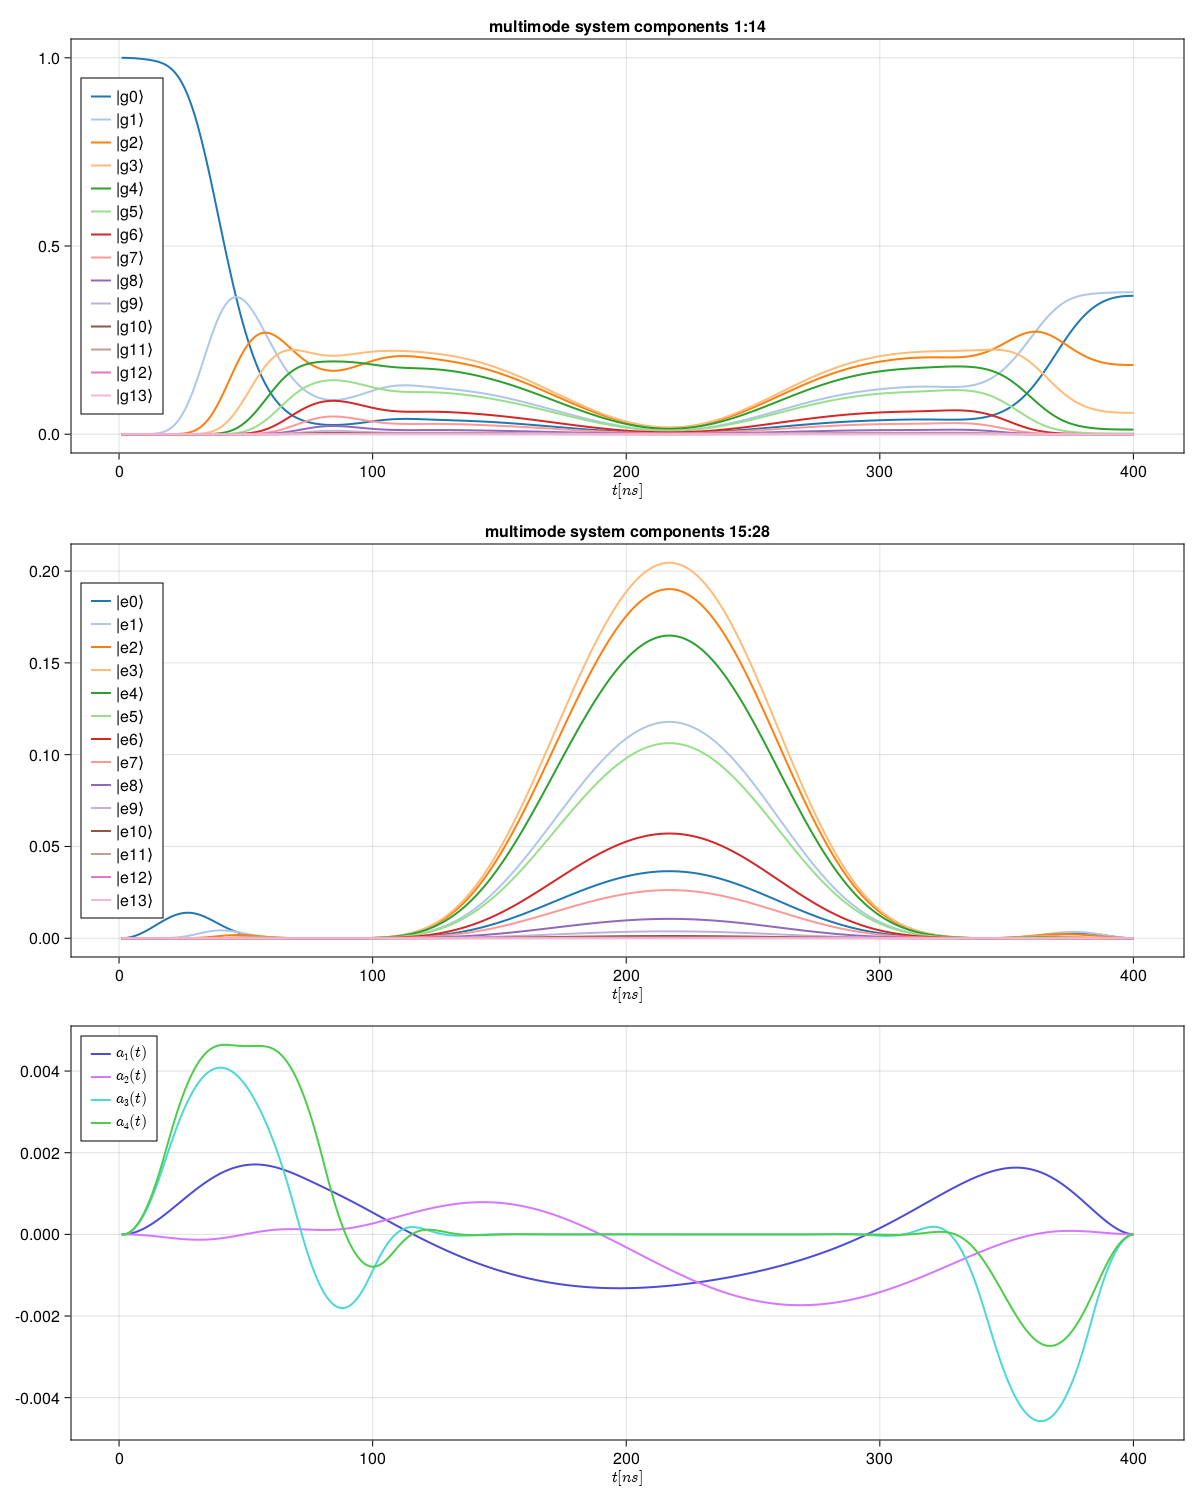 multimode system components 1:14
1.0
0.5
0.0
|g0⟩
|g1⟩
|g2⟩
|g3⟩
|g4⟩
|g5⟩
|g6⟩
|g7⟩
|g8⟩
|g9⟩
|g10⟩
|g11⟩
|g12⟩
|g13⟩
0 100 200 300 400
t[ns]
multimode system components 15:28
0.20
0.15
0.10
0.05
0.00
|e0⟩
|e1⟩
|e2⟩
|e3⟩
|e4⟩
|e5⟩
|e6⟩
|e7⟩
|e8⟩
|e9⟩
|e10⟩
|e11⟩
|e12⟩
|e13⟩
0 100 200 300 400
t[ns]
0.004
0.002
0.000
-0.002
-0.004
a₁(t)
a₂(t)
a₃(t)
a₄(t)
0 100 200 300 400
t[ns]